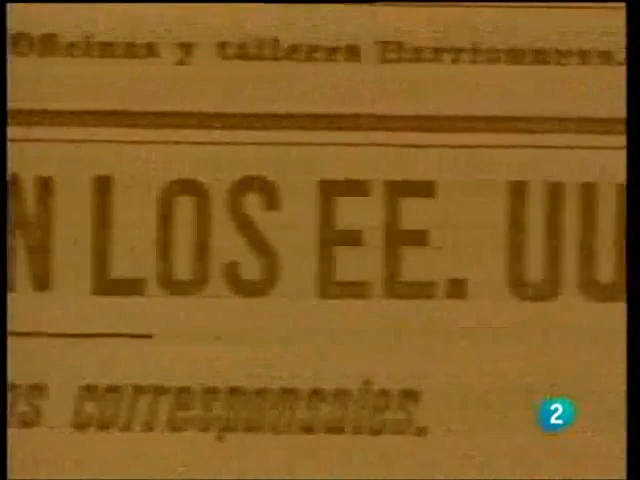 Oficinas y talleres Barrionuevo.
N LOS EE. UU
s corresponsales.
2